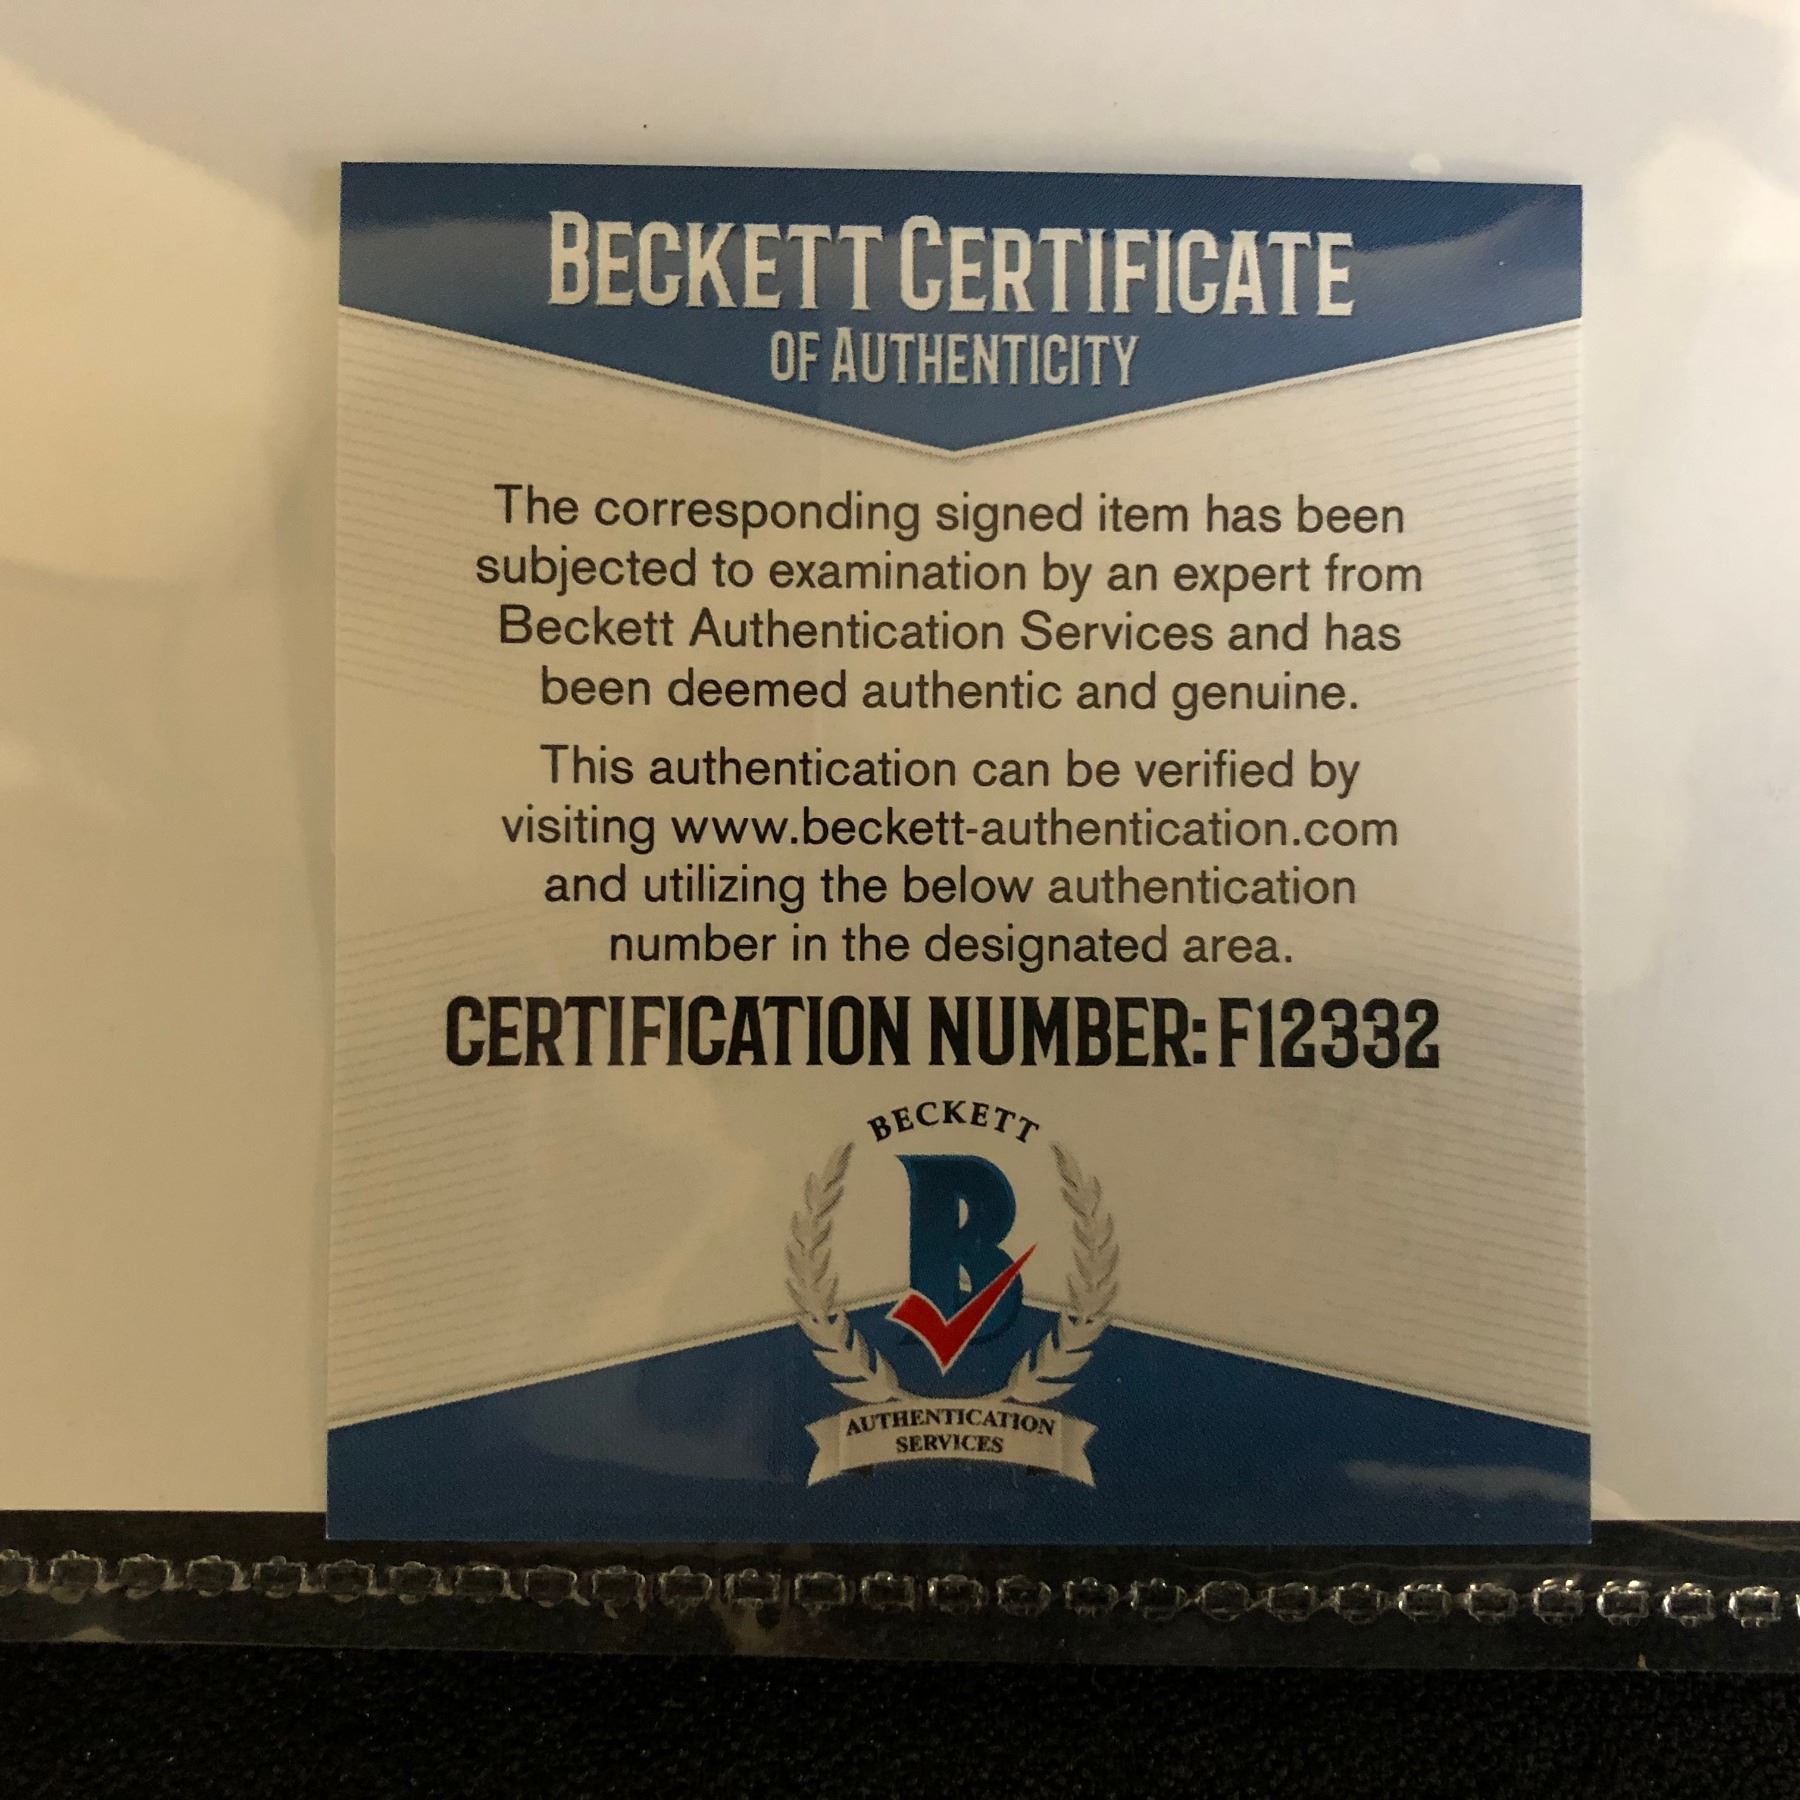 BECKETT CERTIFICATE
OF AUTHENTICITY
The corresponding signed item has been
subjected to examination by an expert from
Beckett Authentication Services and has
been deemed authentic and genuine.
This authentication can be verified by
visiting www.beckett-authentication.com
and utilizing the below authentication
number in the designated area.
CERTIFICATION NUMBER: F12332
BECKETT
B
AUTHENTICATION
SERVICES